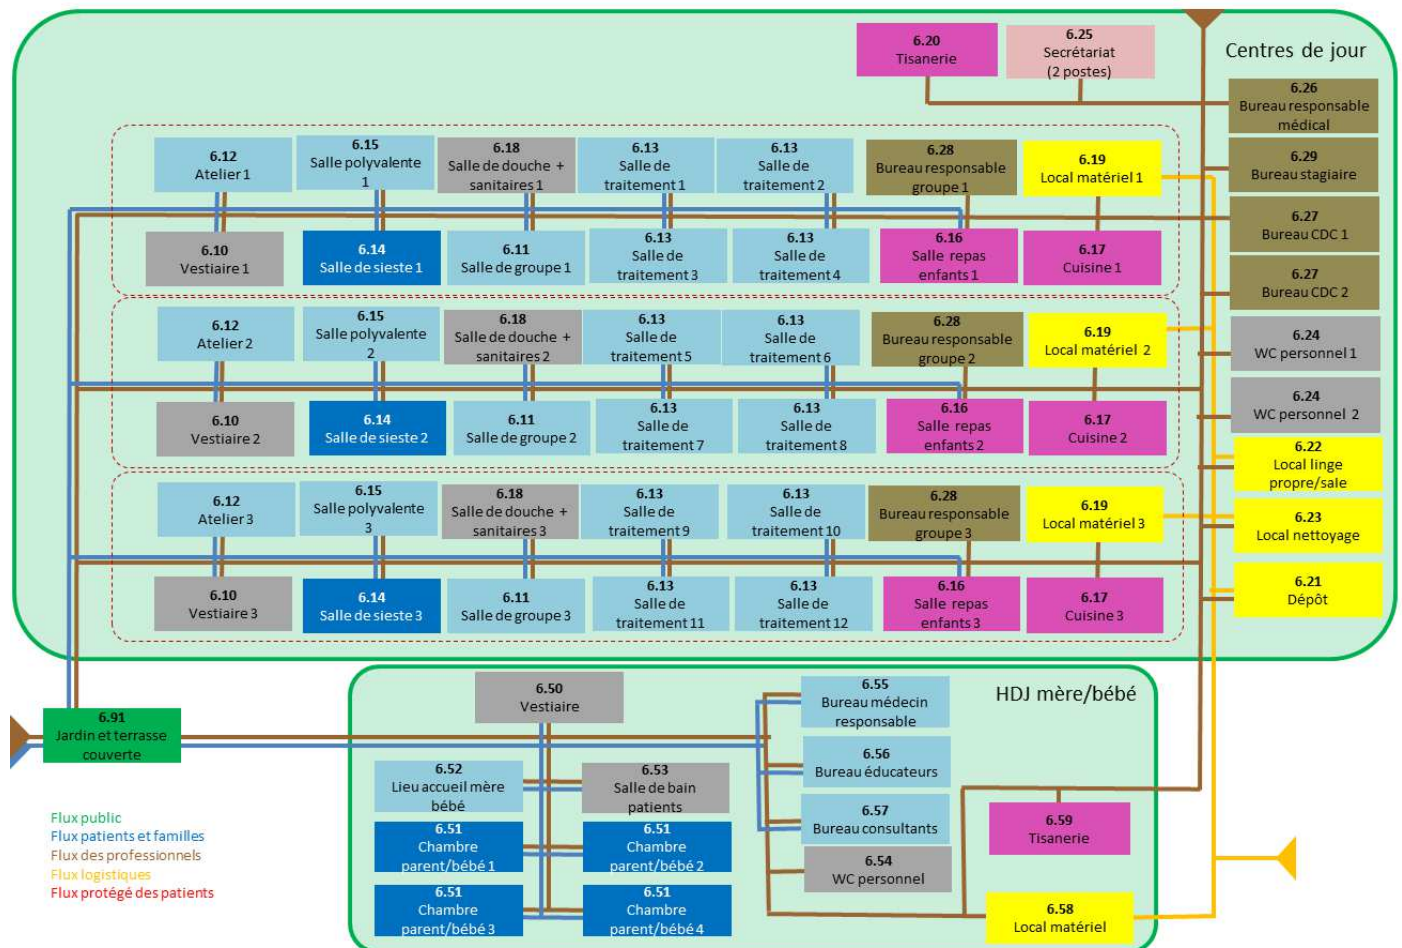 Centres de jour
6.20
Tisanerie
6.25
Secrétariat
(2 postes)
6.26
Bureau responsable
médical
6.29
Bureau stagiaire
6.27
Bureau CDC 1
6.27
Bureau CDC 2
6.24
WC personnel 1
6.24
WC personnel 2
6.22
Local linge
propre/sale
6.23
Local nettoyage
6.21
Dépôt
6.12
Atelier 1
6.15
Salle polyvalente
1
6.18
Salle de douche +
sanitaires 1
6.13
Salle de
traitement 1
6.13
Salle de
traitement 2
6.28
Bureau responsable
groupe 1
6.19
Local matériel 1
6.10
Vestiaire 1
6.14
Salle de sieste 1
6.11
Salle de groupe 1
6.13
Salle de
traitement 3
6.13
Salle de
traitement 4
6.16
Salle repas
enfants 1
6.17
Cuisine 1
6.12
Atelier 2
6.15
Salle polyvalente
2
6.18
Salle de douche +
sanitaires 2
6.13
Salle de
traitement 5
6.13
Salle de
traitement 6
6.28
Bureau responsable
groupe 2
6.19
Local matériel 2
6.10
Vestiaire 2
6.14
Salle de sieste 2
6.11
Salle de groupe 2
6.13
Salle de
traitement 7
6.13
Salle de
traitement 8
6.16
Salle repas
enfants 2
6.17
Cuisine 2
6.12
Atelier 3
6.15
Salle polyvalente
3
6.18
Salle de douche +
sanitaires 3
6.13
Salle de
traitement 9
6.13
Salle de
traitement 10
6.28
Bureau responsable
groupe 3
6.19
Local matériel 3
6.10
Vestiaire 3
6.14
Salle de sieste 3
6.11
Salle de groupe 3
6.13
Salle de
traitement 11
6.13
Salle de
traitement 12
6.16
Salle repas
enfants 3
6.17
Cuisine 3
6.91
Jardin et terrasse
couverte
HDJ mère/bébé
6.50
Vestiaire
6.55
Bureau médecin
responsable
6.52
Lieu accueil mère
bébé
6.53
Salle de bain
patients
6.56
Bureau éducateurs
6.51
Chambre
parent/bébé 1
6.51
Chambre
parent/bébé 2
6.57
Bureau consultants
6.59
Tisanerie
6.54
WC personnel
6.51
Chambre
parent/bébé 3
6.51
Chambre
parent/bébé 4
6.58
Local matériel
Flux public
Flux patients et familles
Flux des professionnels
Flux logistiques
Flux protégé des patients